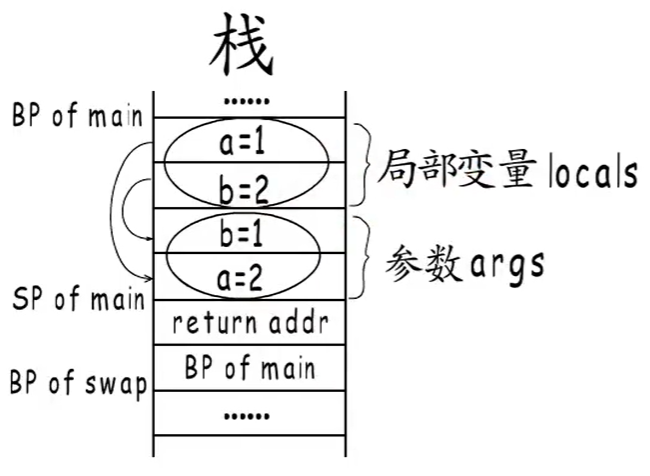 栈
......
BP of main
a=1
局部变量 locals
b=2
b=1
参数 args
a=2
SP of main
return addr
BP of main
BP of swap
......